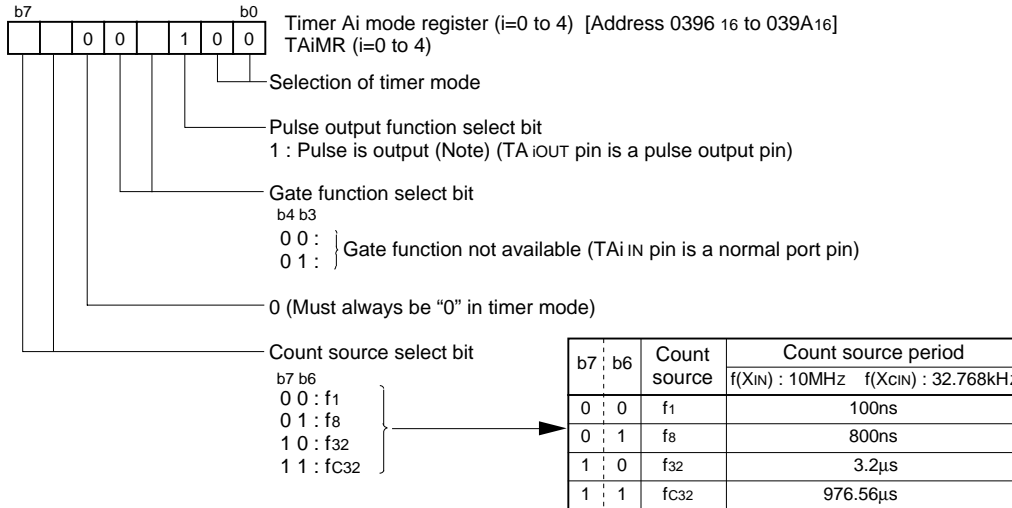 b7 b0
Timer Ai mode register (i=0 to 4) [Address 0396 16 to 039A16]
TAiMR (i=0 to 4)
0 0 1 0 0
Selection of timer mode
Pulse output function select bit
1 : Pulse is output (Note) (TA iOUT pin is a pulse output pin)
Gate function select bit
b4 b3
0 0 :
0 1 :
Gate function not available (TAi IN pin is a normal port pin)
0 (Must always be “0” in timer mode)
Count source select bit
b7 b6
0 0 : f1
0 1 : f8
1 0 : f32
1 1 : fC32
b7 b6 Count source Count source period
f(XIN) : 10MHz f(XCIN) : 32.768kHz
0 0 f1 100ns
0 1 f8 800ns
1 0 f32 3.2µs
1 1 fC32 976.56µs